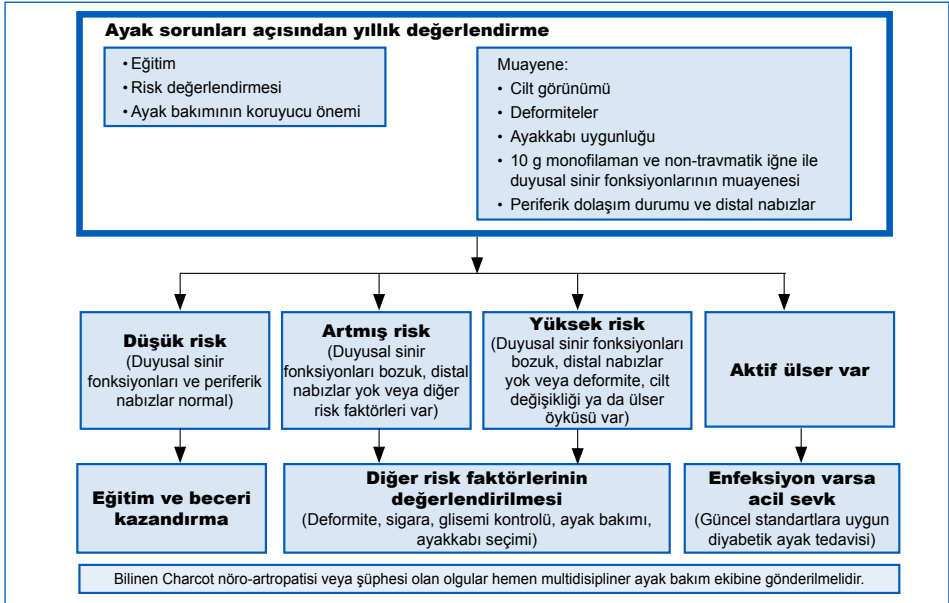 Ayak sorunları açısından yıllık değerlendirme
• Eğitim
• Risk değerlendirmesi
• Ayak bakımının koruyucu önemi
Muayene:
• Cilt görünümü
• Deformiteler
• Ayakkabı uygunluğu
• 10 g monofilaman ve non-travmatik iğne ile
duyusal sinir fonksiyonlarının muayenesi
• Periferik dolaşım durumu ve distal nabızlar
Düşük risk
(Duyusal sinir
fonksiyonları ve periferik
nabızlar normal)
Artmış risk
(Duyusal sinir
fonksiyonları bozuk, distal
nabızlar yok veya diğer
risk faktörleri var)
Yüksek risk
(Duyusal sinir fonksiyonları
bozuk, distal nabızlar
yok veya deformite, cilt
değişikliği ya da ülser
öyküsü var)
Aktif ülser var
Eğitim ve beceri
kazandırma
Diğer risk faktörlerinin
değerlendirilmesi
(Deformite, sigara, glisemi kontrolü, ayak bakımı,
ayakkabı seçimi)
Enfeksiyon varsa
acil sevk
(Güncel standartlara uygun
diyabetik ayak tedavisi)
Bilinen Charcot nöro-artropatisi veya şüphesi olan olgular hemen multidisipliner ayak bakım ekibine gönderilmelidir.